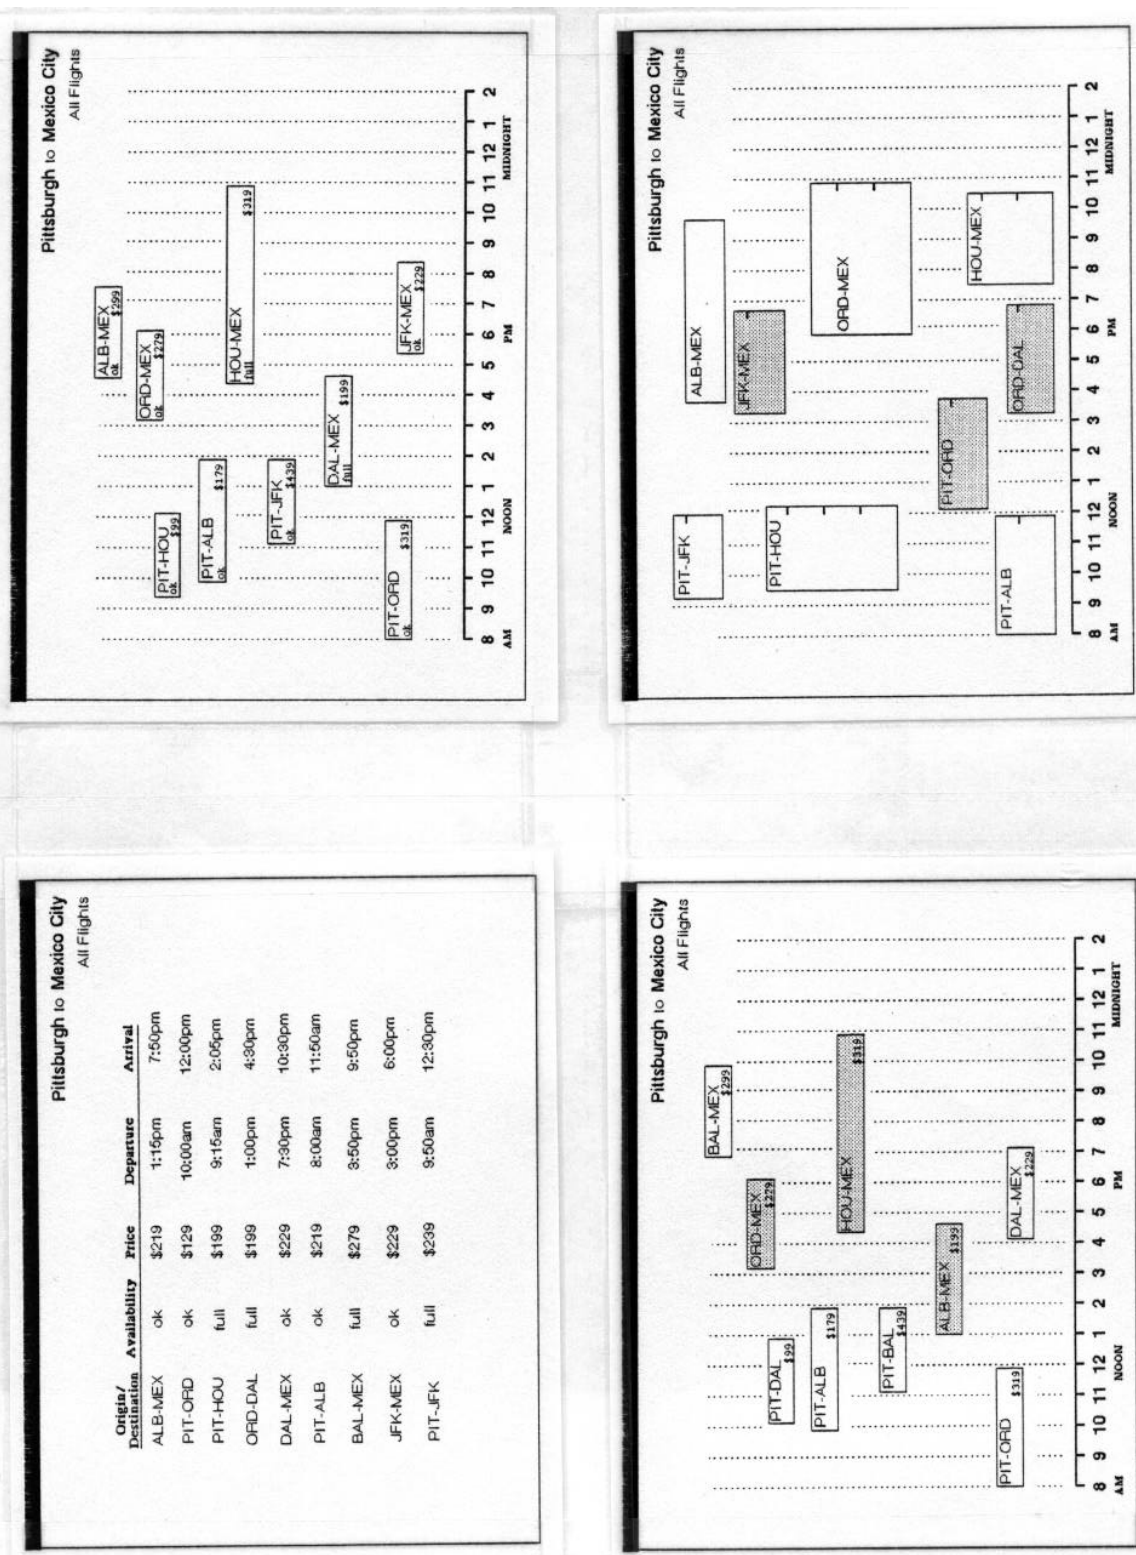 Pittsburgh to Mexico City
All Flights
Origin/
Destination Availability Price Departure Arrival
ALB-MEX ok $219 1:15pm 7:50pm
PIT-ORD ok $129 10:00am 12:00pm
PIT-HOU full $199 9:15am 2:05pm
ORD-DAL full $199 1:00pm 4:30pm
DAL-MEX ok $229 7:30pm 10:30pm
PIT-ALB ok $219 8:00am 11:50am
BAL-MEX full $279 3:50pm 9:50pm
JFK-MEX ok $229 3:00pm 6:00pm
PIT-JFK full $239 9:50am 12:30pm
Pittsburgh to Mexico City
All Flights
ALB-MEX
ok $299
ORD-MEX
ok $279
PIT-HOU
ok $99
PIT-ALB
ok $179
HOU-MEX
full $319
PIT-JFK
ok $439
DAL-MEX
full $199
PIT-ORD
ok $319
JFK-MEX
ok $229
8 9 10 11 12 1 2 3 4 5 6 7 8 9 10 11 12 1 2
AM NOON PM MIDNIGHT
Pittsburgh to Mexico City
All Flights
BAL-MEX
$299
ORD-MEX
$229
PIT-DAL
$99
PIT-ALB
$179
HOU-MEX
$319
PIT-BAL
$439
ALB-MEX
$199
PIT-ORD
$319
DAL-MEX
$229
8 9 10 11 12 1 2 3 4 5 6 7 8 9 10 11 12 1 2
AM NOON PM MIDNIGHT
Pittsburgh to Mexico City
All Flights
PIT-JFK ALB-MEX
JFK-MEX
PIT-HOU
ORD-MEX
PIT-ORD
HOU-MEX
PIT-ALB ORD-DAL
8 9 10 11 12 1 2 3 4 5 6 7 8 9 10 11 12 1 2
AM NOON PM MIDNIGHT